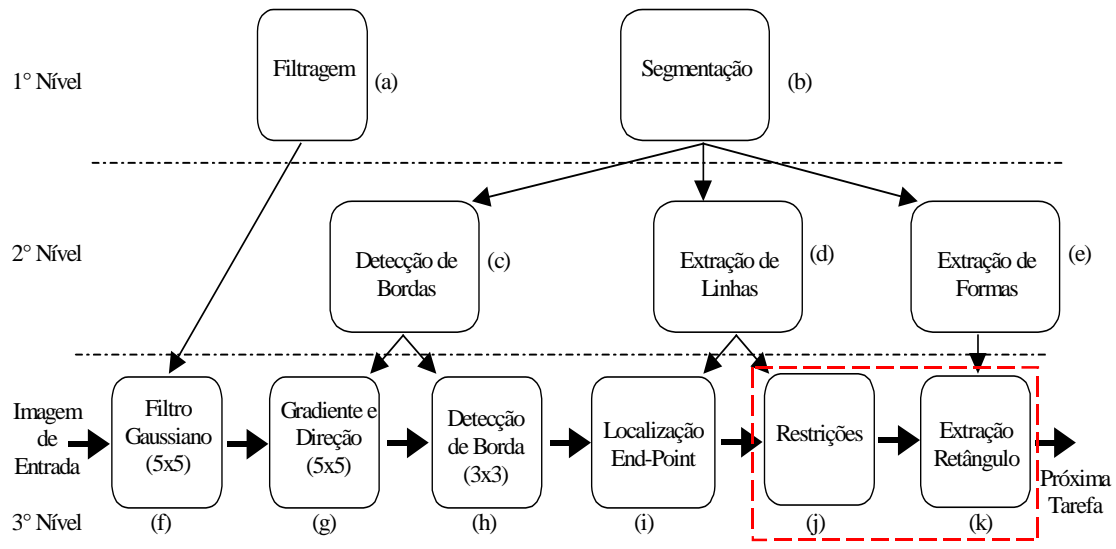 1° Nível
Filtragem
(a)
Segmentação
(b)
2° Nível
Detecção de
Bordas
(c)
Extração de
Linhas
(d)
Extração de
Formas
(e)
Imagem
de
Entrada
Filtro
Gaussiano
(5x5)
Gradiente e
Direção
(5x5)
Detecção
de Borda
(3x3)
Localização
End-Point
Restrições
Extração
Retângulo
Próxima
Tarefa
3° Nível
(f)
(g)
(h)
(i)
(j)
(k)